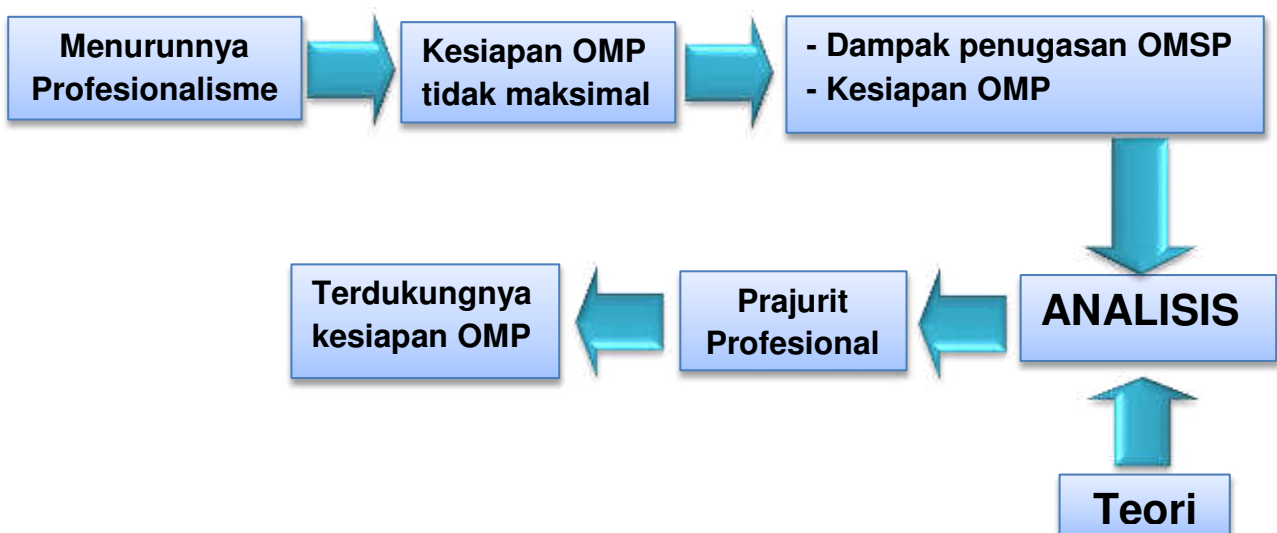 Menurunnya
Profesionalisme
Kesiapan OMP
tidak maksimal
- Dampak penugasan OMSP
- Kesiapan OMP
ANALISIS
Prajurit
Profesional
Terdukungnya
kesiapan OMP
Teori